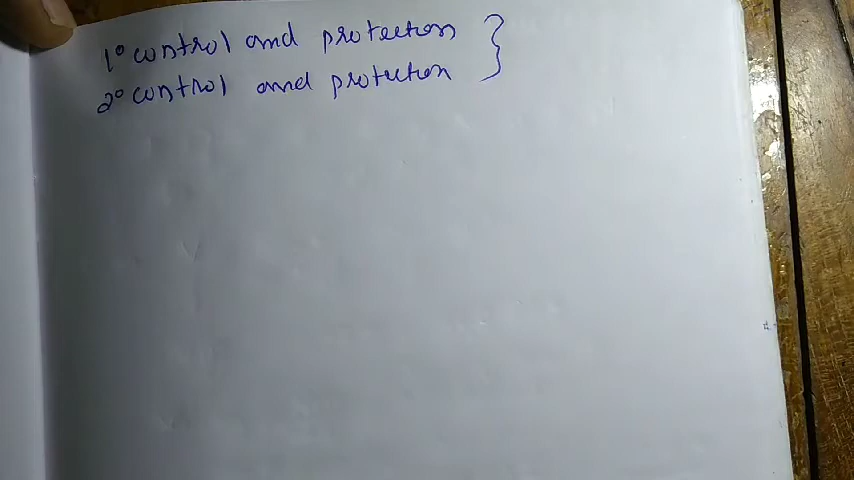 1° control and protection }
2° control and protection